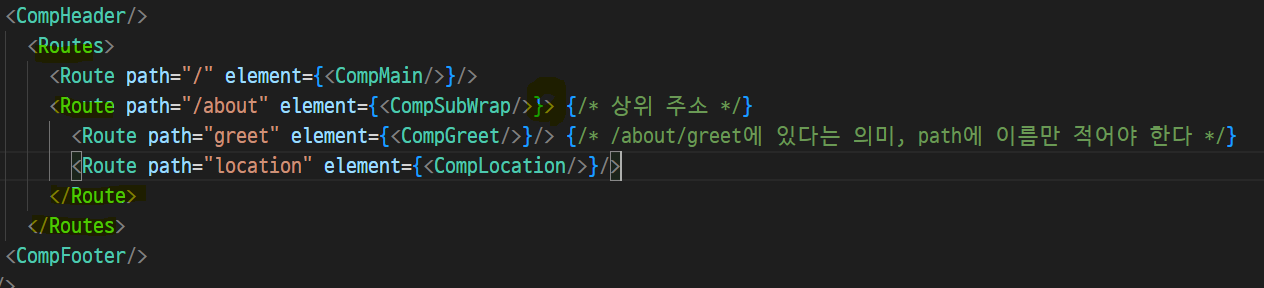 <CompHeader/>
<Routes>
<Route path="/" element={<CompMain/>}/>
<Route path="/about" element={<CompSubWrap/>}> {/* 상위 주소 */}
<Route path="greet" element={<CompGreet/>}/> {/* /about/greet에 있다는 의미, path에 이름만 적어야 한다 */}
<Route path="location" element={<CompLocation/>}/>
</Route>
</Routes>
<CompFooter/>
/>